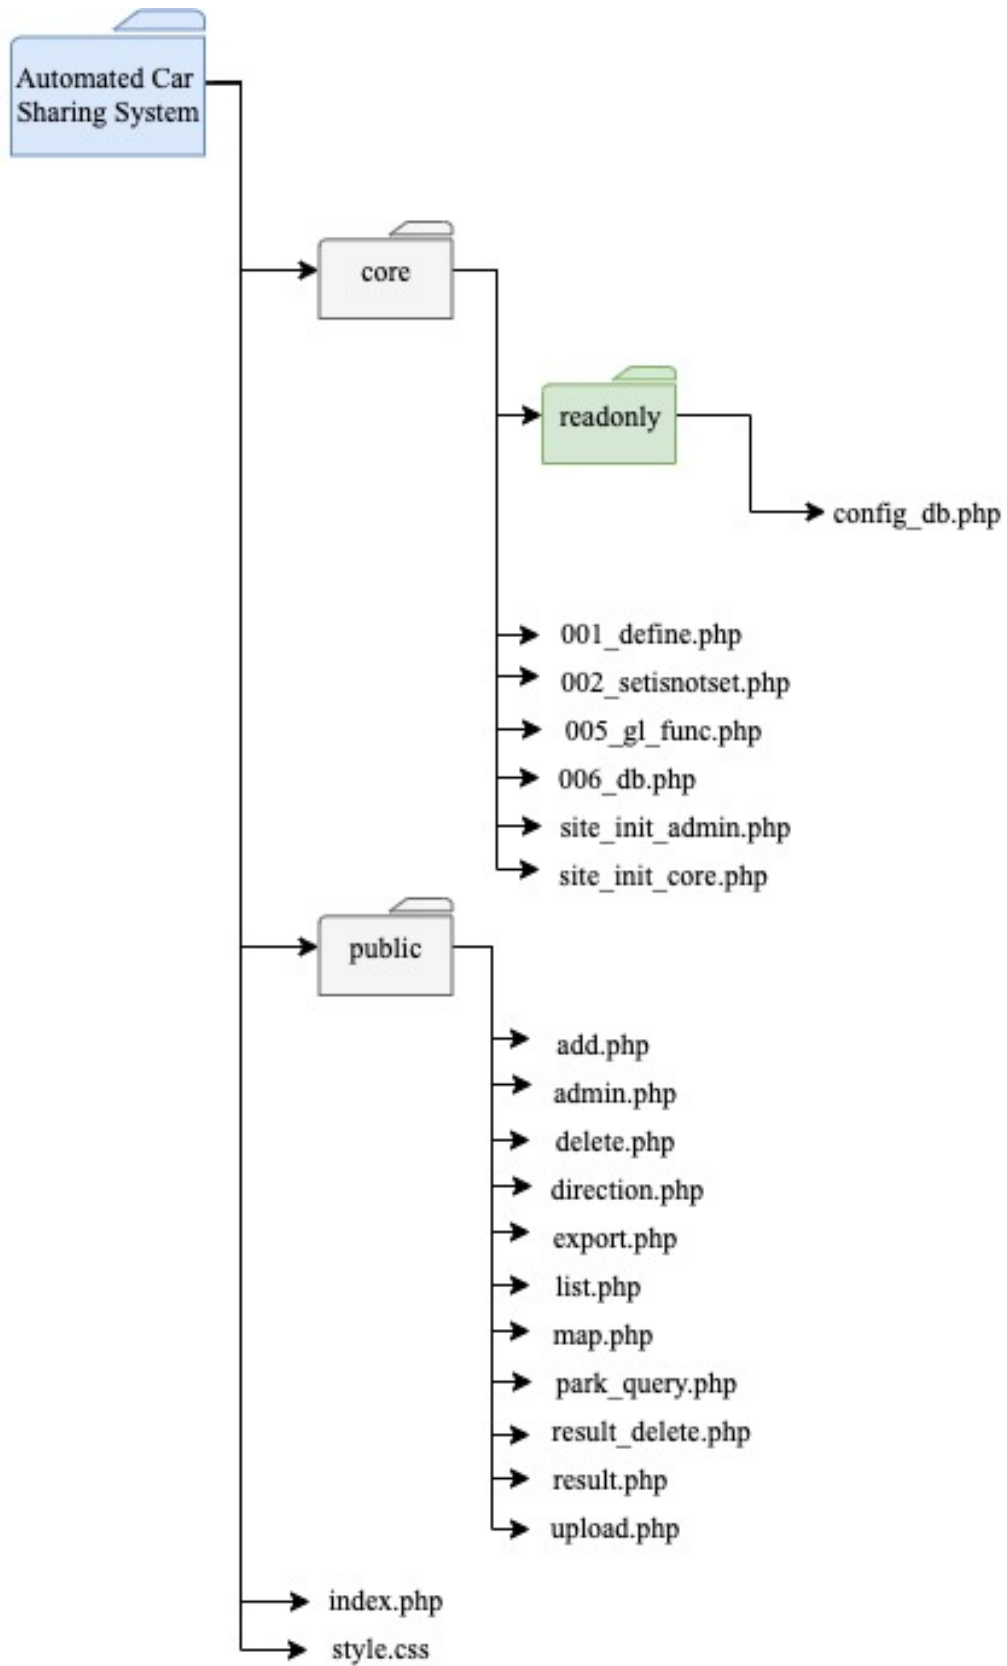 Automated Car
Sharing System
core
readonly
config_db.php
001_define.php
002_setisnotset.php
005_gl_func.php
006_db.php
site_init_admin.php
site_init_core.php
public
add.php
admin.php
delete.php
direction.php
export.php
list.php
map.php
park_query.php
result_delete.php
result.php
upload.php
index.php
style.css